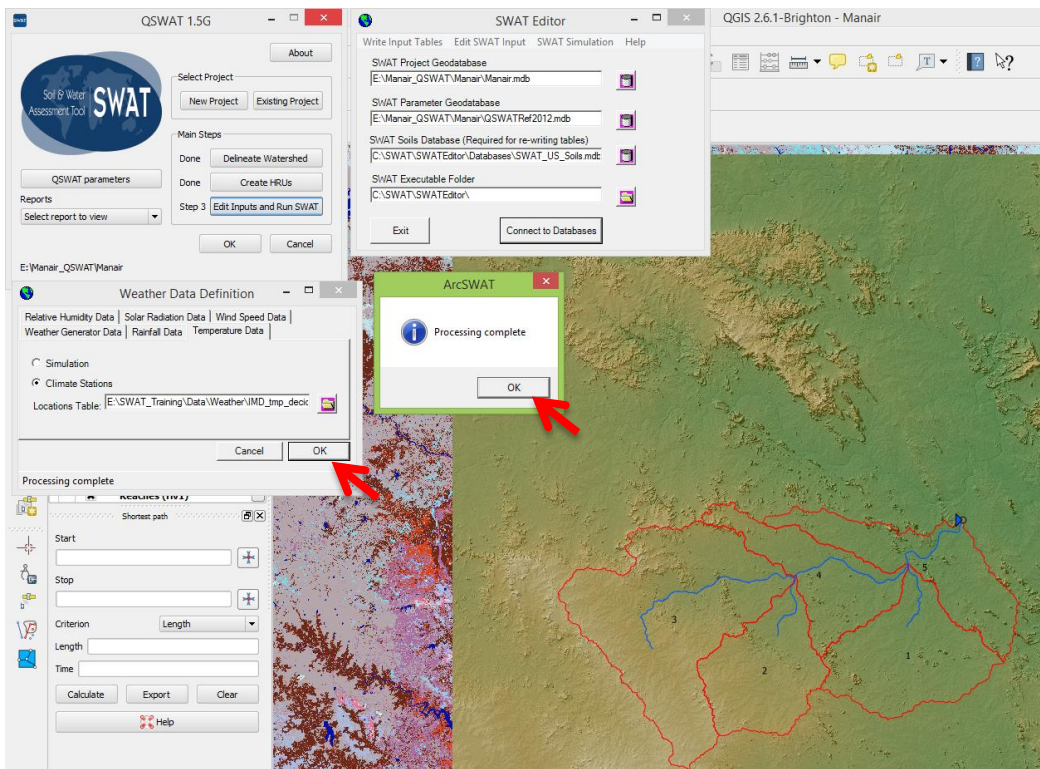 QSWAT 1.5G
About
Soil & Water
Assessment Tool
SWAT
Select Project
New Project
Existing Project
Main Steps
Done
Delineate Watershed
QSWAT parameters
Done
Create HRUs
Reports
Select report to view
Step 3
Edit Inputs and Run SWAT
OK
Cancel
E:\Manair_QSWAT\Manair
SWAT Editor
Write Input Tables Edit SWAT Input SWAT Simulation Help
SWAT Project Geodatabase
E:\Manair_QSWAT\Manair\Manair.mdb
SWAT Parameter Geodatabase
E:\Manair_QSWAT\Manair\QSWATRef2012.mdb
SWAT Soils Database (Required for re-writing tables)
C:\SWAT\SWATEditor\Databases\SWAT_US_Soils.mdb
SWAT Executable Folder
C:\SWAT\SWATEditor\
Exit
Connect to Databases
QGIS 2.6.1-Brighton - Manair
Weather Data Definition
Relative Humidity Data Solar Radiation Data Wind Speed Data
Weather Generator Data Rainfall Data Temperature Data
Simulation
Climate Stations
Locations Table: E:\SWAT_Training\Data\Weather\IMD_tmp_decic
Cancel
OK
Processing complete
ArcSWAT
Processing complete
OK
Reaches (riv1)
Shortest path
Start
Stop
Criterion
Length
Length
Time
Calculate
Export
Clear
Help
3
4
5
2
1